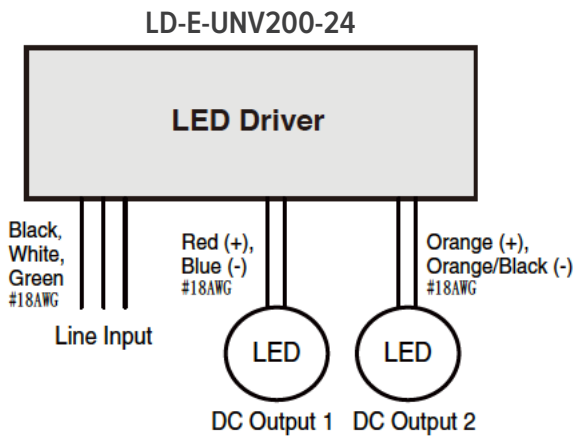 LD-E-UNV200-24
LED Driver
Black,
White,
Green
#18AWG
Line Input
Red (+),
Blue (-)
#18AWG
LED
DC Output 1
Orange (+),
Orange/Black (-)
#18AWG
LED
DC Output 2